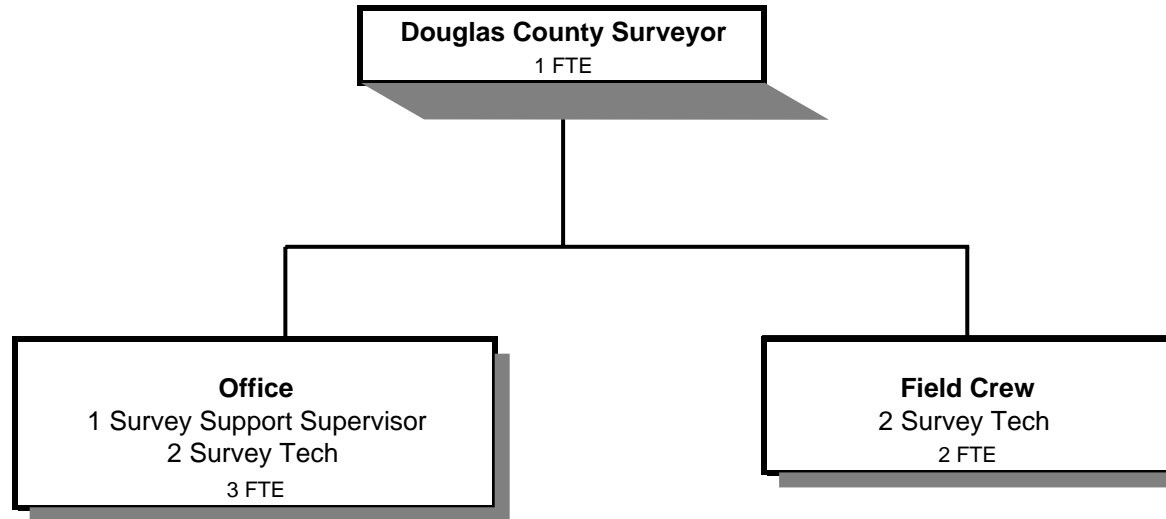 Douglas County Surveyor
1 FTE
Office
1 Survey Support Supervisor
2 Survey Tech
3 FTE
Field Crew
2 Survey Tech
2 FTE